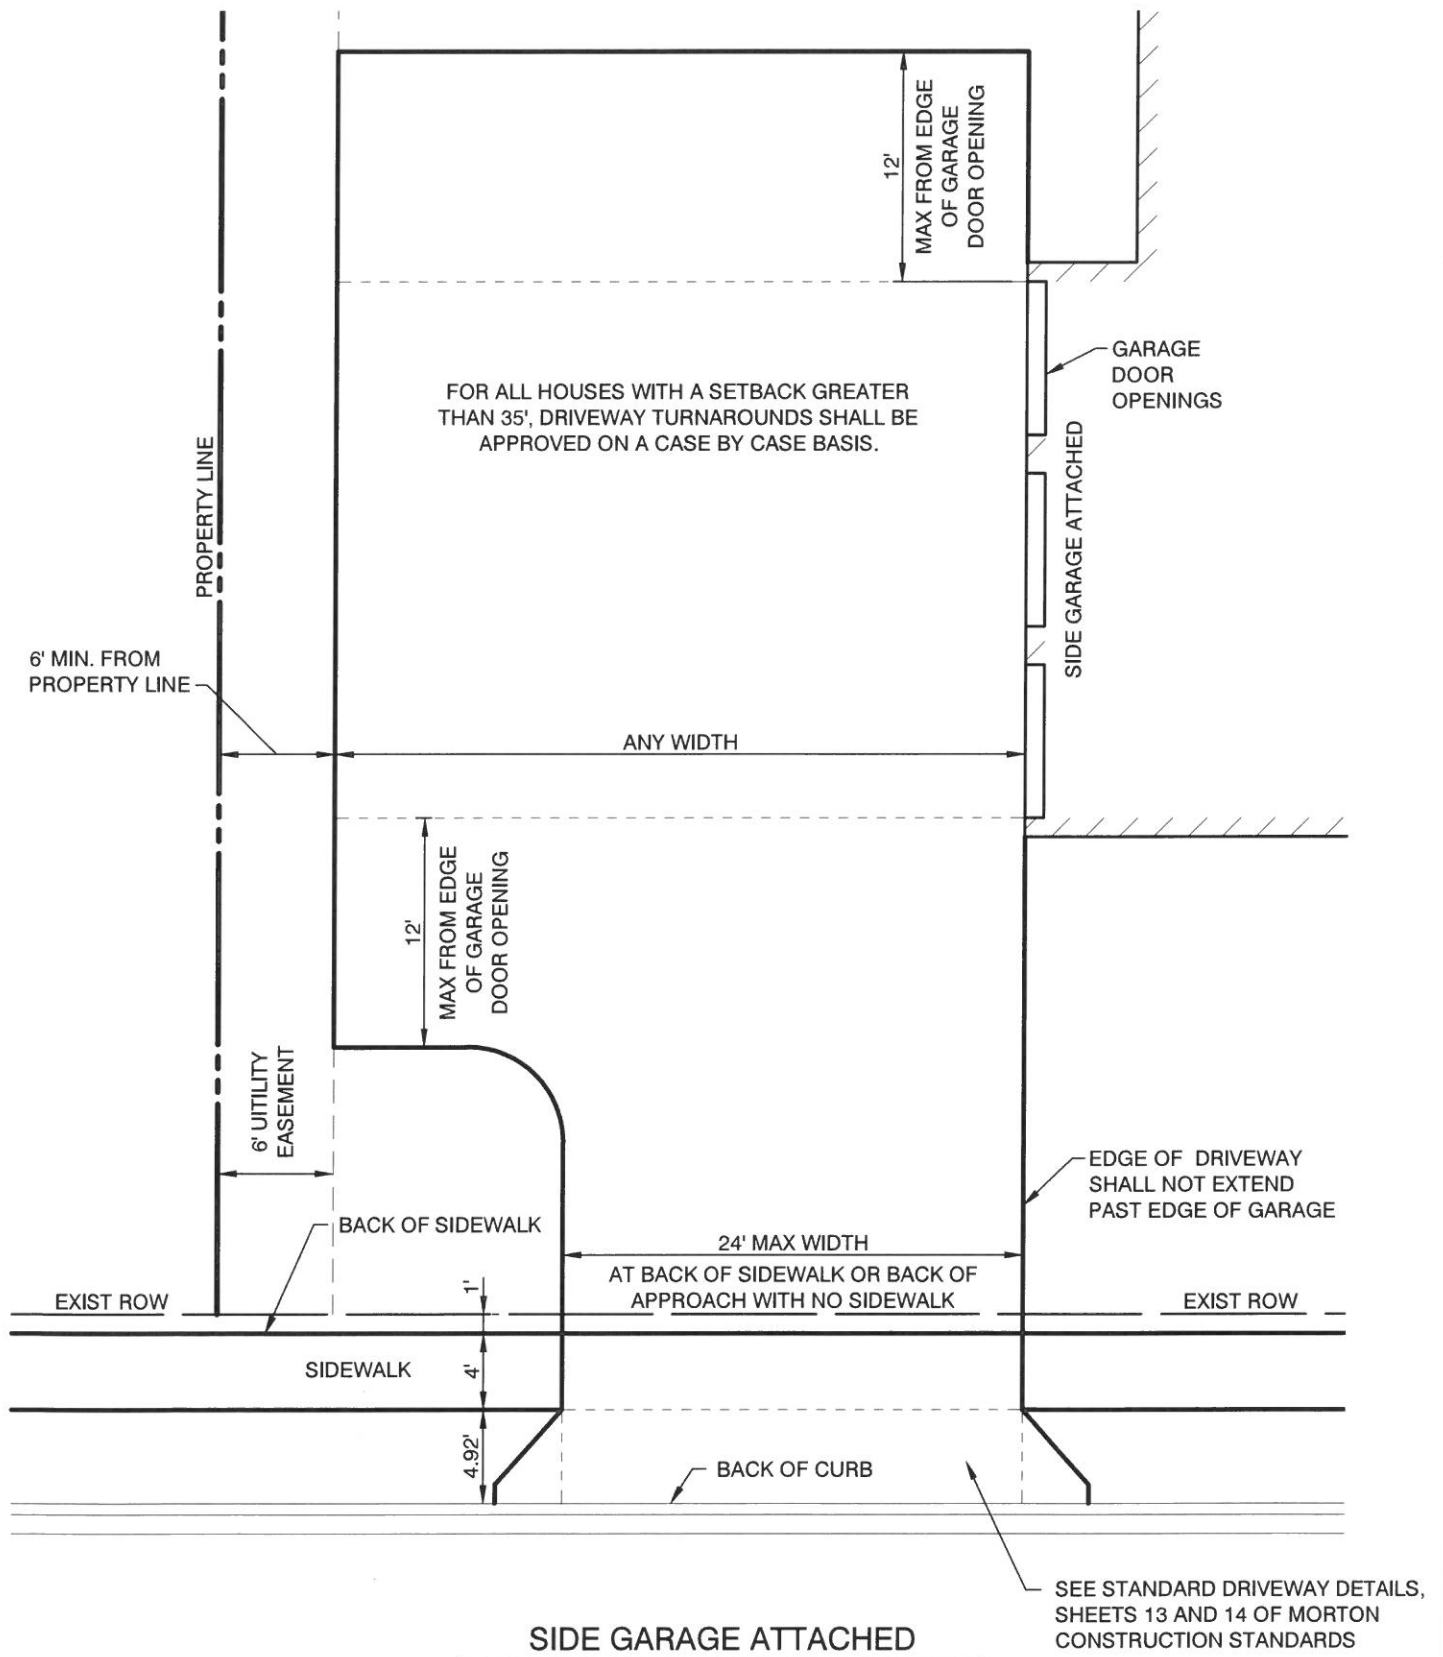 12'
MAX FROM EDGE
OF GARAGE
DOOR OPENING
GARAGE
DOOR
OPENINGS
FOR ALL HOUSES WITH A SETBACK GREATER
THAN 35', DRIVEWAY TURNAROUNDS SHALL BE
APPROVED ON A CASE BY CASE BASIS.
PROPERTY LINE
SIDE GARAGE ATTACHED
6' MIN. FROM
PROPERTY LINE
ANY WIDTH
12'
MAX FROM EDGE
OF GARAGE
DOOR OPENING
6' UITILITY
EASEMENT
EDGE OF DRIVEWAY
SHALL NOT EXTEND
PAST EDGE OF GARAGE
BACK OF SIDEWALK
24' MAX WIDTH
AT BACK OF SIDEWALK OR BACK OF
APPROACH WITH NO SIDEWALK
EXIST ROW
1'
EXIST ROW
SIDEWALK
4'
4.92'
BACK OF CURB
SEE STANDARD DRIVEWAY DETAILS,
SHEETS 13 AND 14 OF MORTON
CONSTRUCTION STANDARDS
SIDE GARAGE ATTACHED